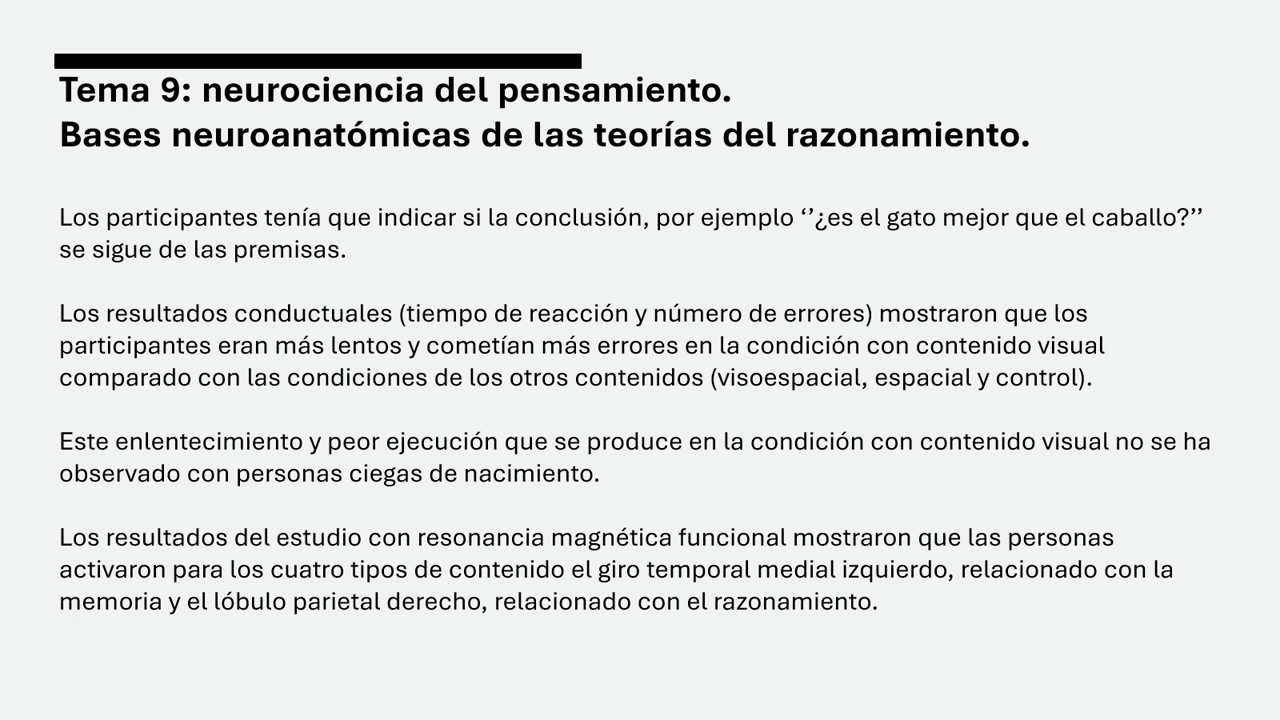 Tema 9: neurociencia del pensamiento.
Bases neuroanatómicas de las teorías del razonamiento.
Los participantes tenía que indicar si la conclusión, por ejemplo ‘’¿es el gato mejor que el caballo?’’
se sigue de las premisas.
Los resultados conductuales (tiempo de reacción y número de errores) mostraron que los
participantes eran más lentos y cometían más errores en la condición con contenido visual
comparado con las condiciones de los otros contenidos (visoespacial, espacial y control).
Este enlentecimiento y peor ejecución que se produce en la condición con contenido visual no se ha
observado con personas ciegas de nacimiento.
Los resultados del estudio con resonancia magnética funcional mostraron que las personas
activaron para los cuatro tipos de contenido el giro temporal medial izquierdo, relacionado con la
memoria y el lóbulo parietal derecho, relacionado con el razonamiento.